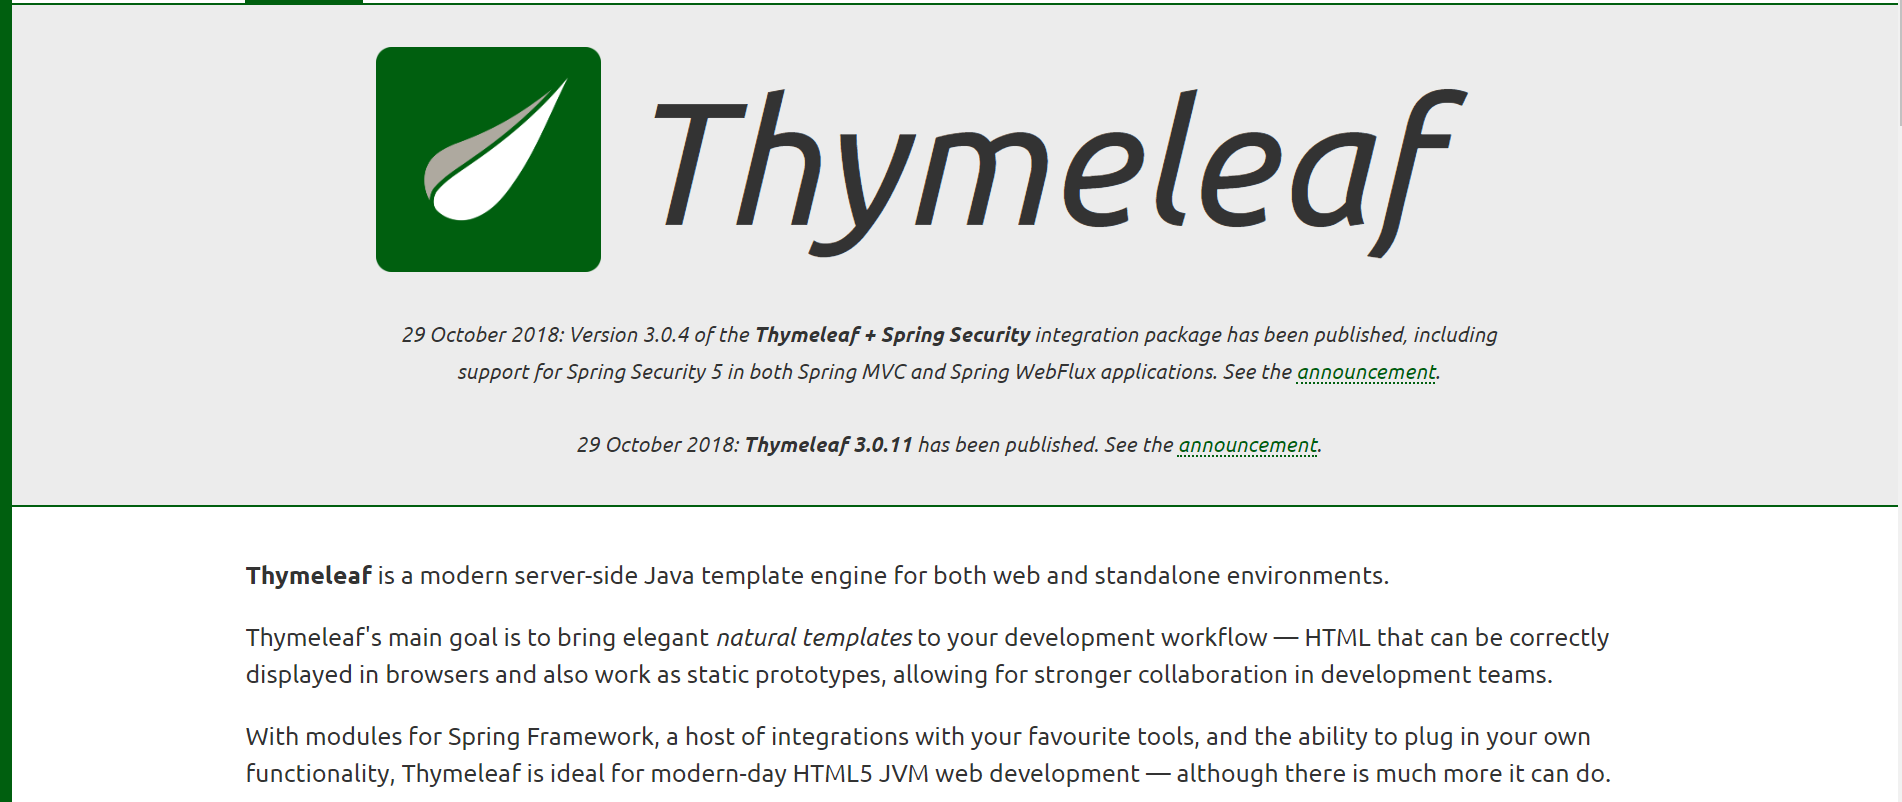 Thymeleaf
29 October 2018: Version 3.0.4 of the Thymeleaf + Spring Security integration package has been published, including
support for Spring Security 5 in both Spring MVC and Spring WebFlux applications. See the announcement.
29 October 2018: Thymeleaf 3.0.11 has been published. See the announcement.
Thymeleaf is a modern server-side Java template engine for both web and standalone environments.
Thymeleaf's main goal is to bring elegant natural templates to your development workflow — HTML that can be correctly
displayed in browsers and also work as static prototypes, allowing for stronger collaboration in development teams.
With modules for Spring Framework, a host of integrations with your favourite tools, and the ability to plug in your own
functionality, Thymeleaf is ideal for modern-day HTML5 JVM web development — although there is much more it can do.